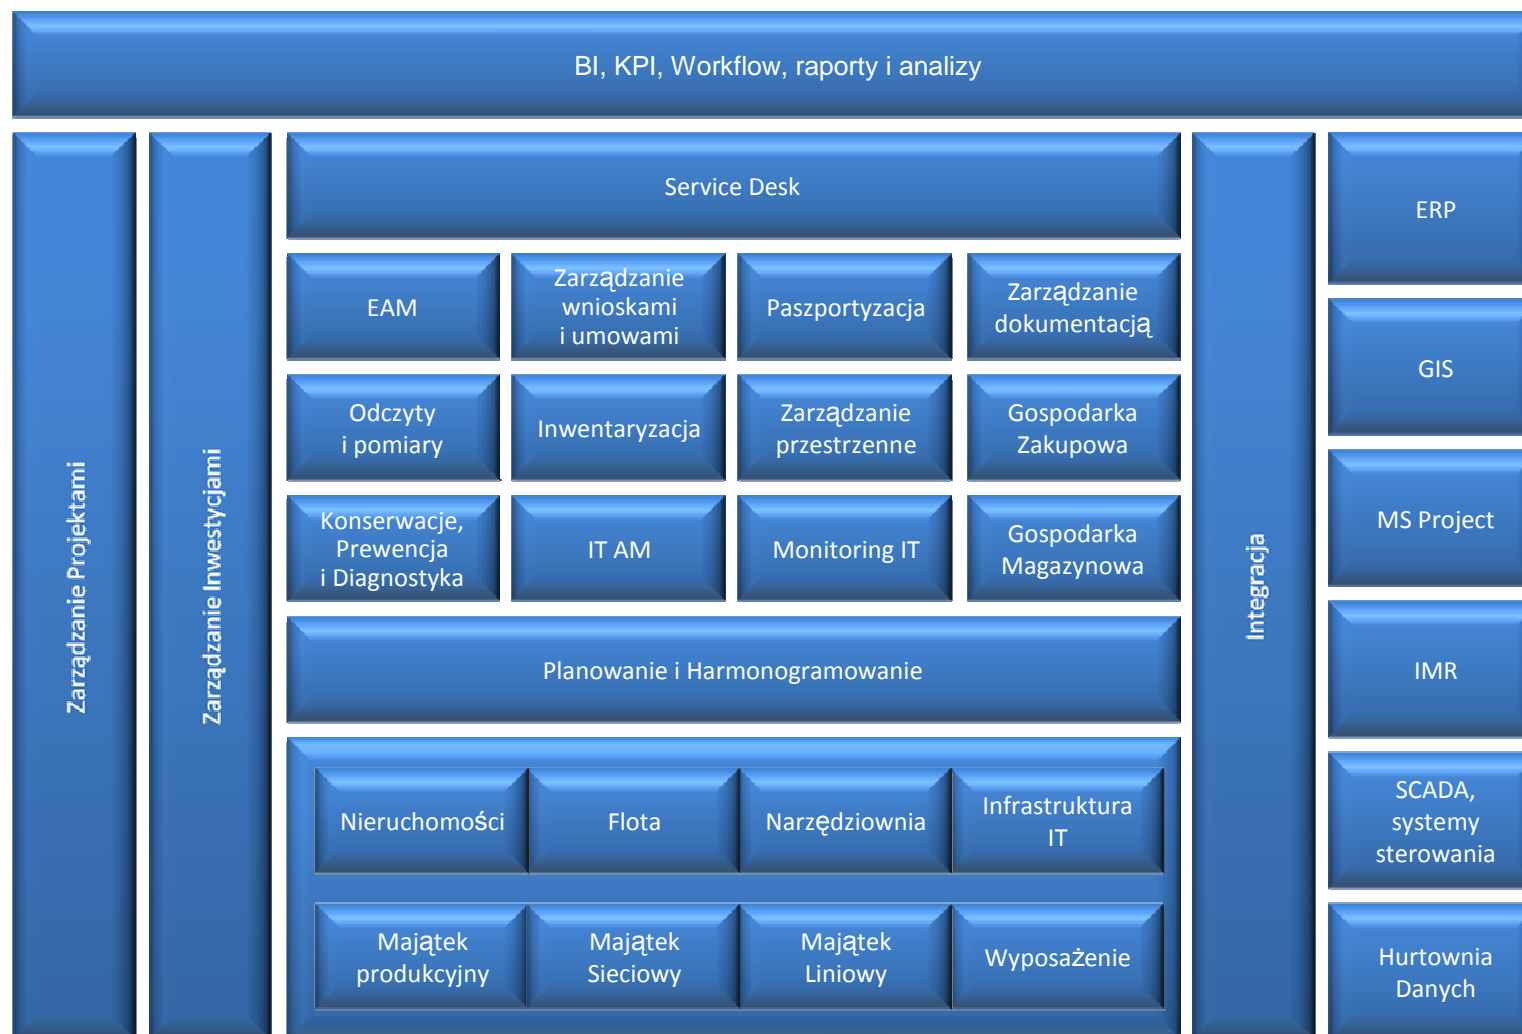 BI, KPI, Workflow, raporty i analizy
Zarządzanie Projektami
Zarządzanie Inwestycjami
Service Desk
EAM
Zarządzanie
wnioskami
i umowami
Paszportyzacja
Zarządzanie
dokumentacją
Odczyty
i pomiary
Inwentaryzacja
Zarządzanie
przestrzenne
Gospodarka
Zakupowa
Konserwacje,
Prewencja
i Diagnostyka
IT AM
Monitoring IT
Gospodarka
Magazynowa
Planowanie i Harmonogramowanie
Nieruchomości
Flota
Narzędziownia
Infrastruktura
IT
Majątek
produkcyjny
Majątek
Sieciowy
Majątek
Liniowy
Wyposażenie
Integracja
ERP
GIS
MS Project
IMR
SCADA,
systemy
sterowania
Hurtownia
Danych